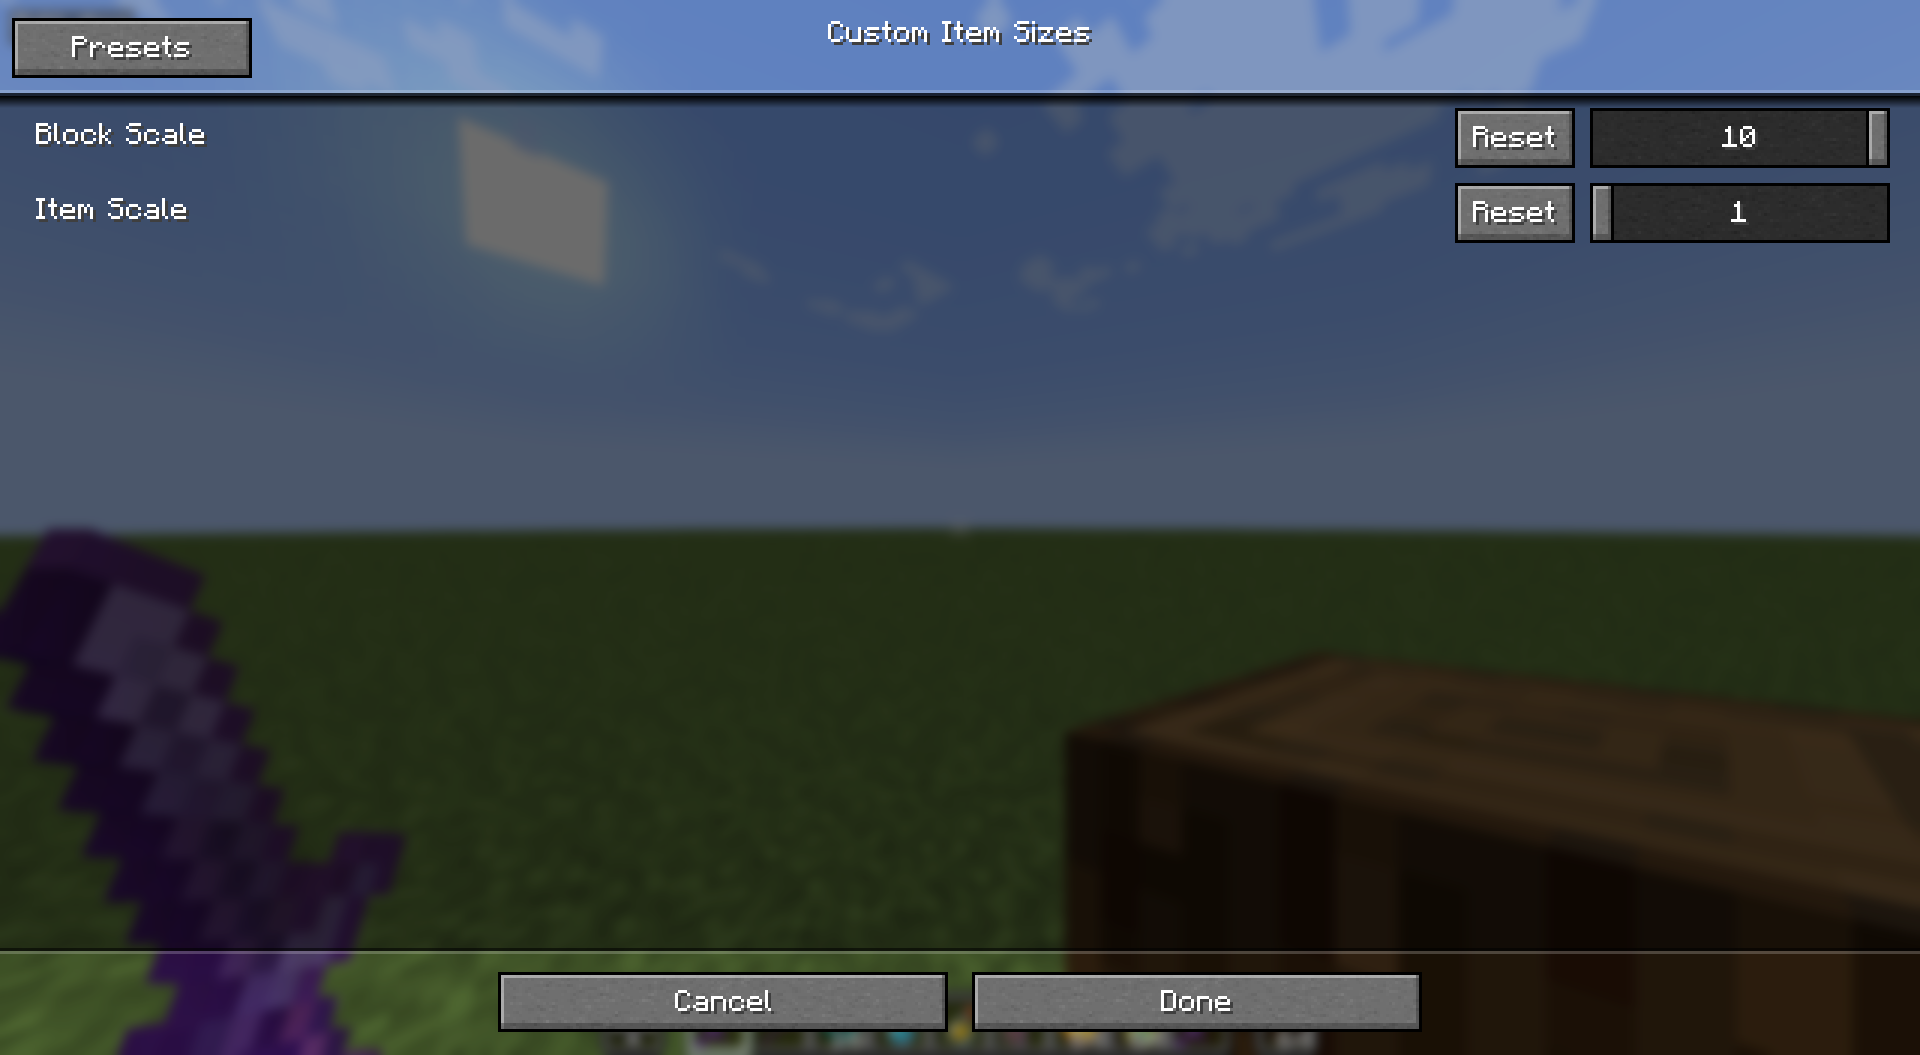 Presets
Custom Item Sizes
Block Scale
Reset
10
Item Scale
Reset
1
Cancel
Done